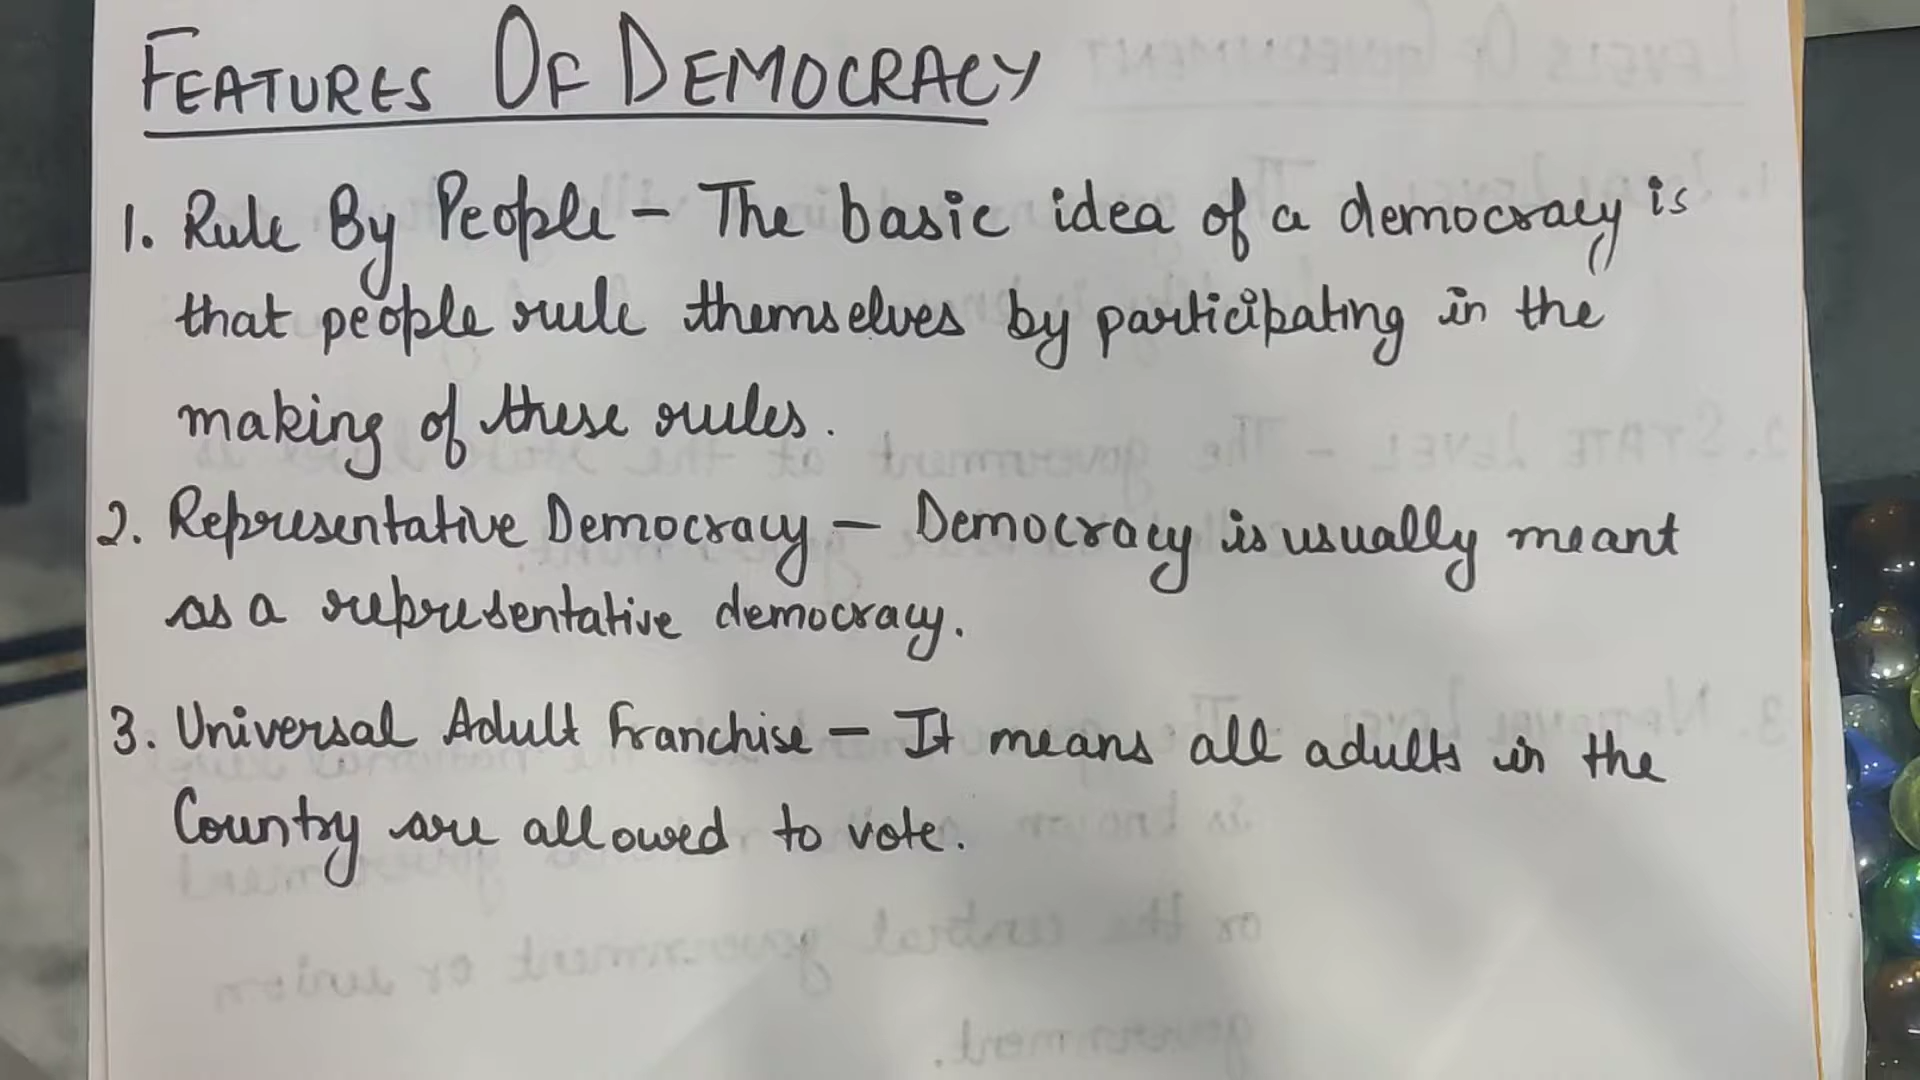 FEATURES OF DEMOCRACY
1. Rule By People – The basic idea of a democracy is
that people rule themselves by participating in the
making of these rules.
2. Representative Democracy – Democracy is usually meant
as a representative democracy.
3. Universal Adult Franchise – It means all adults in the
Country are allowed to vote.